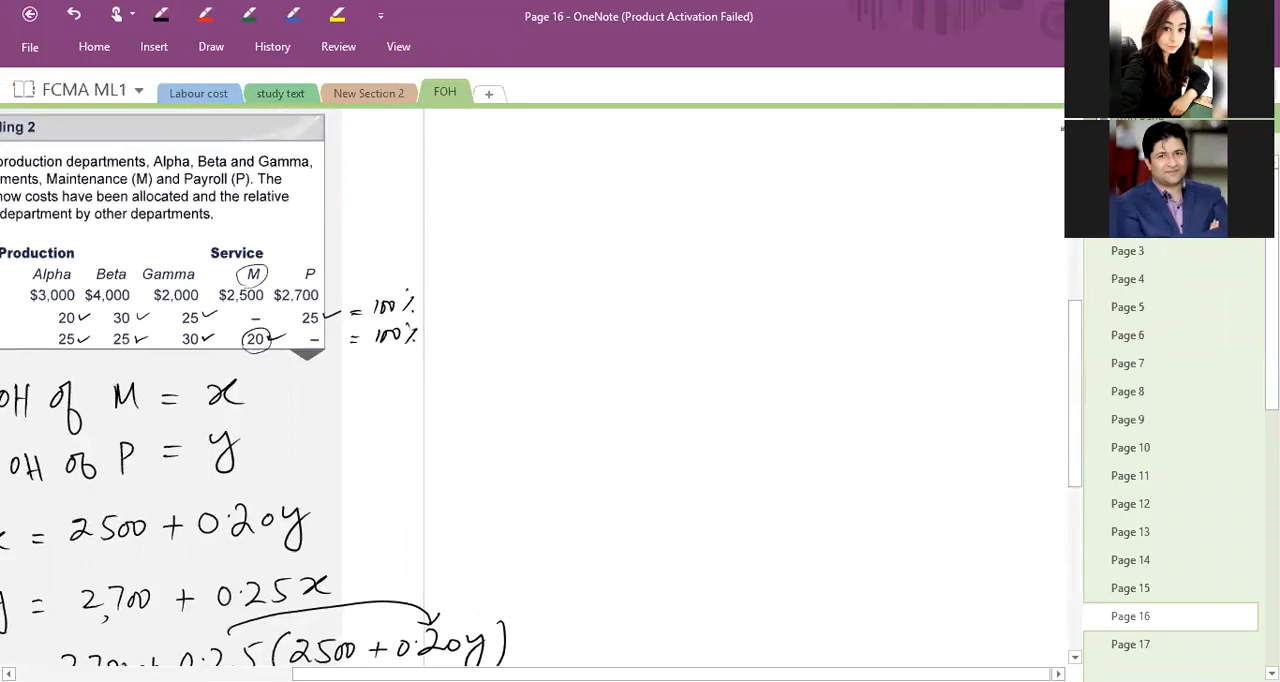 Page 16 - OneNote (Product Activation Failed)
File Home Insert Draw History Review View
FCMA ML1 Labour cost study text New Section 2 FOH +
ling 2
production departments, Alpha, Beta and Gamma,
ments, Maintenance (M) and Payroll (P). The
how costs have been allocated and the relative
department by other departments.
Production Service
Alpha Beta Gamma M P
$3,000 $4,000 $2,000 $2,500 $2,700
20 ✓ 30 ✓ 25 ✓ – 25 ✓ = 100%
25 ✓ 25 ✓ 30 ✓ 20 ✓ – = 100%
OH of M = x
OH of P = y
x = 2500 + 0.20y
y = 2,700 + 0.25x
2700 + 0.25(2500 + 0.20y)
Page 3
Page 4
Page 5
Page 6
Page 7
Page 8
Page 9
Page 10
Page 11
Page 12
Page 13
Page 14
Page 15
Page 16
Page 17